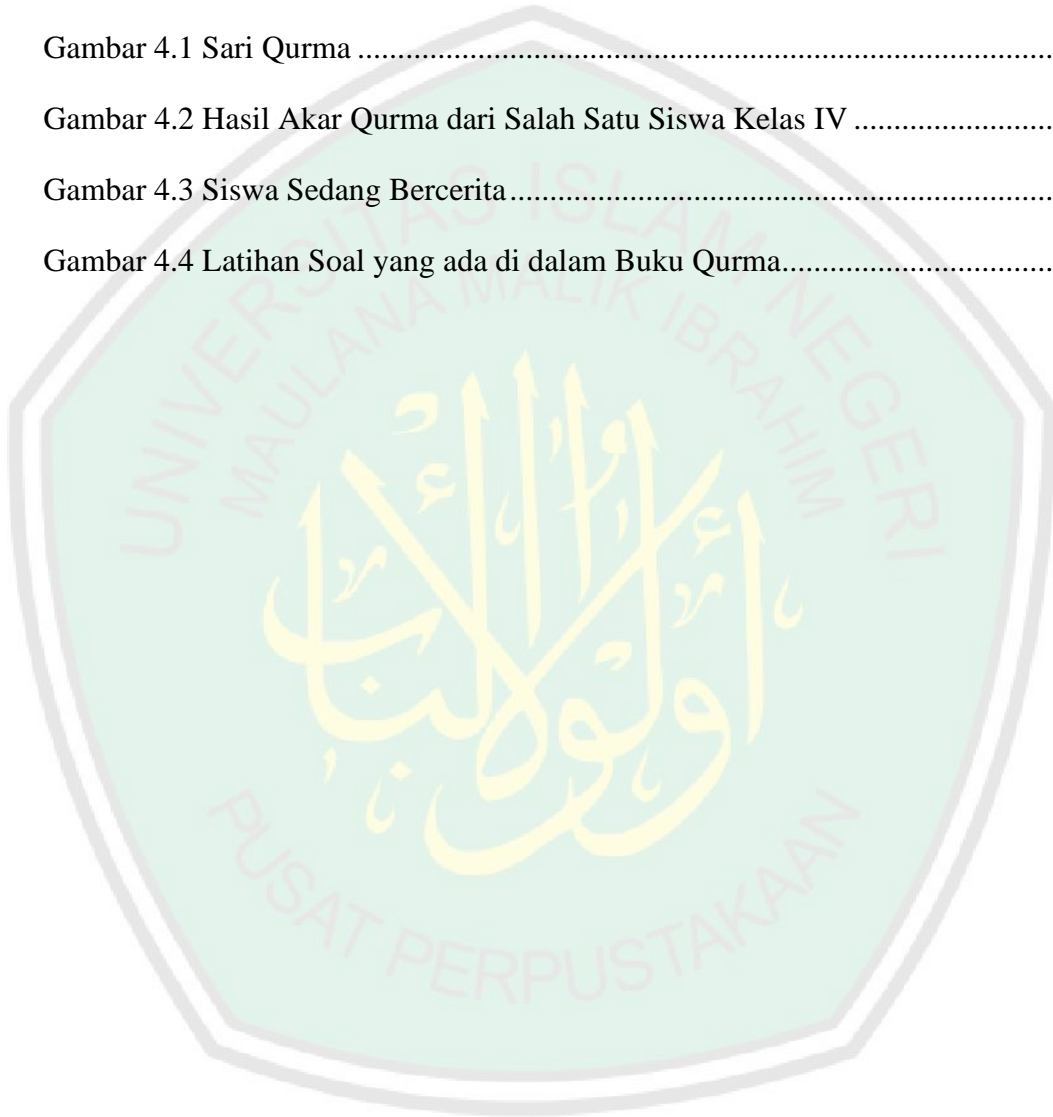 Gambar 4.1 Sari Qurma ........................................................................................
Gambar 4.2 Hasil Akar Qurma dari Salah Satu Siswa Kelas IV .........................
Gambar 4.3 Siswa Sedang Bercerita ....................................................................
Gambar 4.4 Latihan Soal yang ada di dalam Buku Qurma..................................
UNIVERSITAS ISLAM NEGERI
MAULANA MALIK IBRAHIM
أولوا الألباب
PUSAT PERPUSTAKAAN